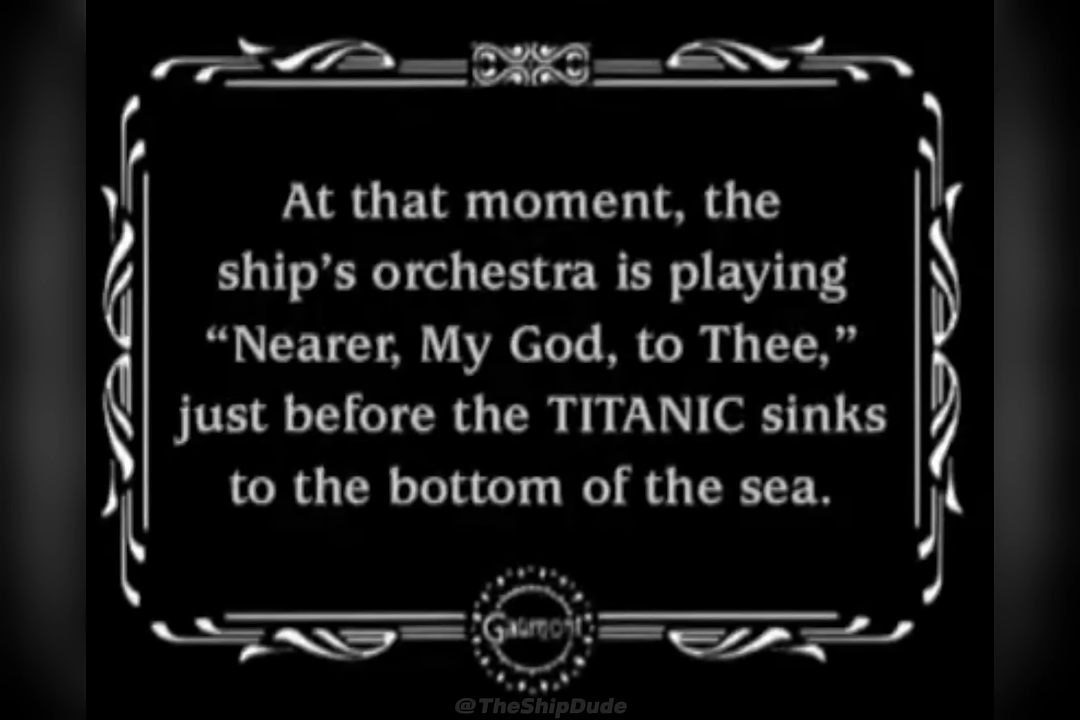 At that moment, the
ship’s orchestra is playing
“Nearer, My God, to Thee,”
just before the TITANIC sinks
to the bottom of the sea.
Gaumont
@TheShipDude